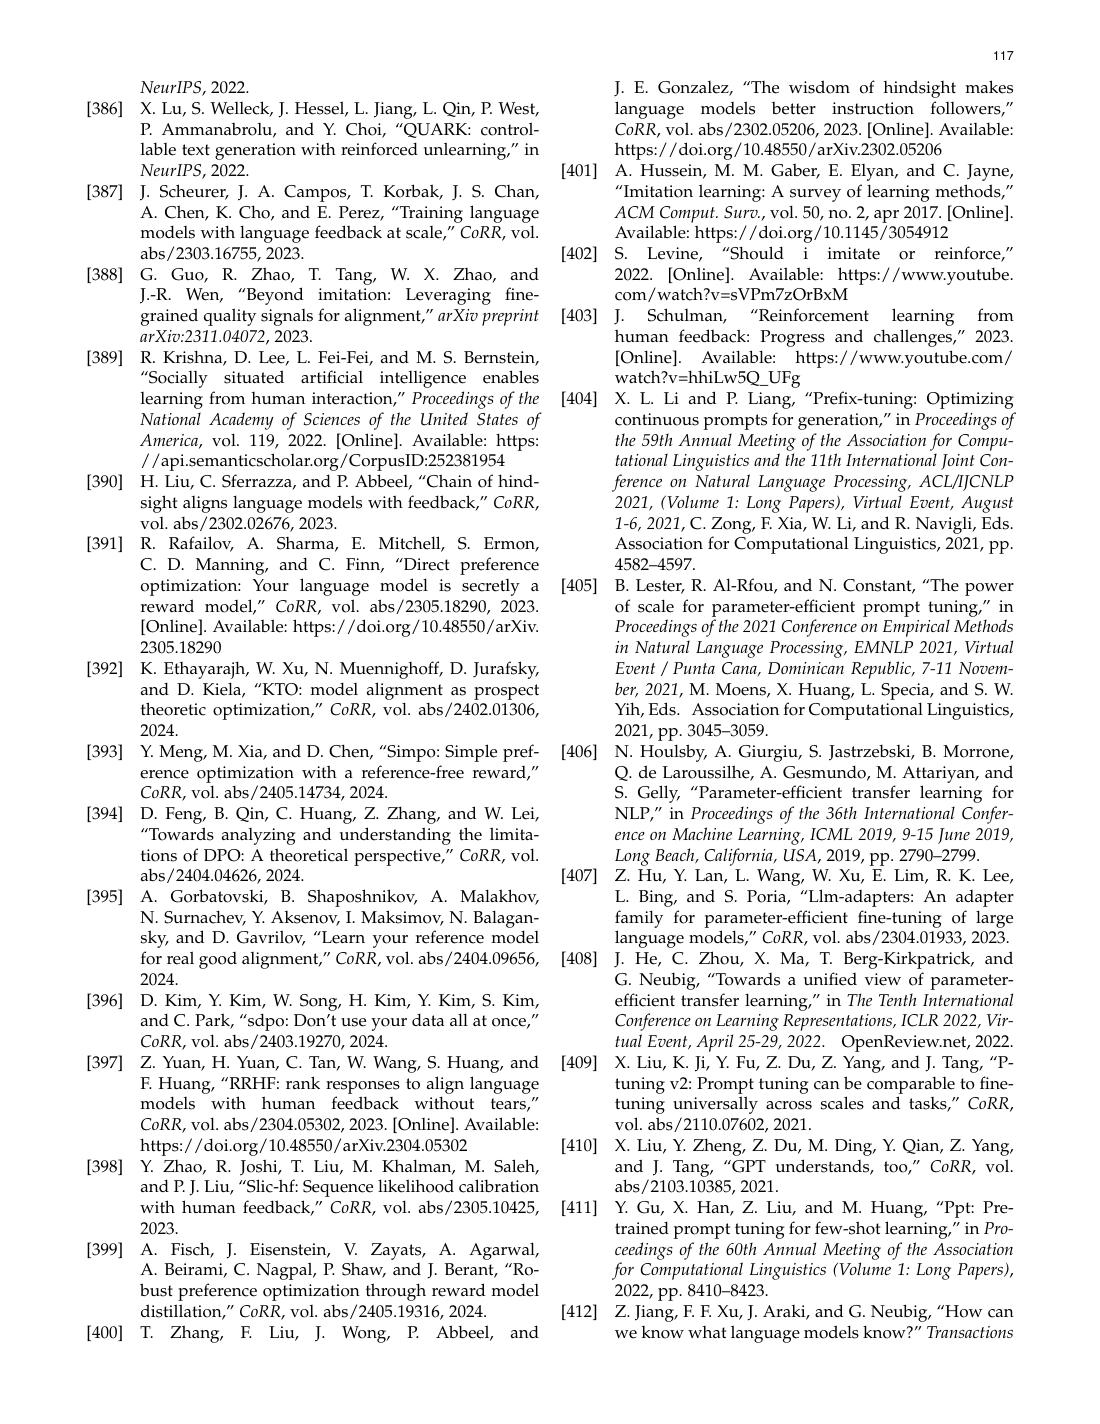 117
NeurIPS, 2022.
[386] X. Lu, S. Welleck, J. Hessel, L. Jiang, L. Qin, P. West,
P. Ammanabrolu, and Y. Choi, “QUARK: control-
lable text generation with reinforced unlearning,” in
NeurIPS, 2022.
[387] J. Scheurer, J. A. Campos, T. Korbak, J. S. Chan,
A. Chen, K. Cho, and E. Perez, “Training language
models with language feedback at scale,” CoRR, vol.
abs/2303.16755, 2023.
[388] G. Guo, R. Zhao, T. Tang, W. X. Zhao, and
J.-R. Wen, “Beyond imitation: Leveraging fine-
grained quality signals for alignment,” arXiv preprint
arXiv:2311.04072, 2023.
[389] R. Krishna, D. Lee, L. Fei-Fei, and M. S. Bernstein,
“Socially situated artificial intelligence enables
learning from human interaction,” Proceedings of the
National Academy of Sciences of the United States of
America, vol. 119, 2022. [Online]. Available: https:
//api.semanticscholar.org/CorpusID:252381954
[390] H. Liu, C. Sferrazza, and P. Abbeel, “Chain of hind-
sight aligns language models with feedback,” CoRR,
vol. abs/2302.02676, 2023.
[391] R. Rafailov, A. Sharma, E. Mitchell, S. Ermon,
C. D. Manning, and C. Finn, “Direct preference
optimization: Your language model is secretly a
reward model,” CoRR, vol. abs/2305.18290, 2023.
[Online]. Available: https://doi.org/10.48550/arXiv.
2305.18290
[392] K. Ethayarajh, W. Xu, N. Muennighoff, D. Jurafsky,
and D. Kiela, “KTO: model alignment as prospect
theoretic optimization,” CoRR, vol. abs/2402.01306,
2024.
[393] Y. Meng, M. Xia, and D. Chen, “Simpo: Simple pref-
erence optimization with a reference-free reward,”
CoRR, vol. abs/2405.14734, 2024.
[394] D. Feng, B. Qin, C. Huang, Z. Zhang, and W. Lei,
“Towards analyzing and understanding the limita-
tions of DPO: A theoretical perspective,” CoRR, vol.
abs/2404.04626, 2024.
[395] A. Gorbatovski, B. Shaposhnikov, A. Malakhov,
N. Surnachev, Y. Aksenov, I. Maksimov, N. Balagan-
sky, and D. Gavrilov, “Learn your reference model
for real good alignment,” CoRR, vol. abs/2404.09656,
2024.
[396] D. Kim, Y. Kim, W. Song, H. Kim, Y. Kim, S. Kim,
and C. Park, “sdpo: Don’t use your data all at once,”
CoRR, vol. abs/2403.19270, 2024.
[397] Z. Yuan, H. Yuan, C. Tan, W. Wang, S. Huang, and
F. Huang, “RRHF: rank responses to align language
models with human feedback without tears,”
CoRR, vol. abs/2304.05302, 2023. [Online]. Available:
https://doi.org/10.48550/arXiv.2304.05302
[398] Y. Zhao, R. Joshi, T. Liu, M. Khalman, M. Saleh,
and P. J. Liu, “Slic-hf: Sequence likelihood calibration
with human feedback,” CoRR, vol. abs/2305.10425,
2023.
[399] A. Fisch, J. Eisenstein, V. Zayats, A. Agarwal,
A. Beirami, C. Nagpal, P. Shaw, and J. Berant, “Ro-
bust preference optimization through reward model
distillation,” CoRR, vol. abs/2405.19316, 2024.
[400] T. Zhang, F. Liu, J. Wong, P. Abbeel, and
J. E. Gonzalez, “The wisdom of hindsight makes
language models better instruction followers,”
CoRR, vol. abs/2302.05206, 2023. [Online]. Available:
https://doi.org/10.48550/arXiv.2302.05206
[401] A. Hussein, M. M. Gaber, E. Elyan, and C. Jayne,
“Imitation learning: A survey of learning methods,”
ACM Comput. Surv., vol. 50, no. 2, apr 2017. [Online].
Available: https://doi.org/10.1145/3054912
[402] S. Levine, “Should i imitate or reinforce,”
2022. [Online]. Available: https://www.youtube.
com/watch?v=sVPm7zOrBxM
[403] J. Schulman, “Reinforcement learning from
human feedback: Progress and challenges,” 2023.
[Online]. Available: https://www.youtube.com/
watch?v=hhiLw5Q_UFg
[404] X. L. Li and P. Liang, “Prefix-tuning: Optimizing
continuous prompts for generation,” in Proceedings of
the 59th Annual Meeting of the Association for Compu-
tational Linguistics and the 11th International Joint Con-
ference on Natural Language Processing, ACL/IJCNLP
2021, (Volume 1: Long Papers), Virtual Event, August
1-6, 2021, C. Zong, F. Xia, W. Li, and R. Navigli, Eds.
Association for Computational Linguistics, 2021, pp.
4582–4597.
[405] B. Lester, R. Al-Rfou, and N. Constant, “The power
of scale for parameter-efficient prompt tuning,” in
Proceedings of the 2021 Conference on Empirical Methods
in Natural Language Processing, EMNLP 2021, Virtual
Event / Punta Cana, Dominican Republic, 7-11 Novem-
ber, 2021, M. Moens, X. Huang, L. Specia, and S. W.
Yih, Eds. Association for Computational Linguistics,
2021, pp. 3045–3059.
[406] N. Houlsby, A. Giurgiu, S. Jastrzebski, B. Morrone,
Q. de Laroussilhe, A. Gesmundo, M. Attariyan, and
S. Gelly, “Parameter-efficient transfer learning for
NLP,” in Proceedings of the 36th International Confer-
ence on Machine Learning, ICML 2019, 9-15 June 2019,
Long Beach, California, USA, 2019, pp. 2790–2799.
[407] Z. Hu, Y. Lan, L. Wang, W. Xu, E. Lim, R. K. Lee,
L. Bing, and S. Poria, “Llm-adapters: An adapter
family for parameter-efficient fine-tuning of large
language models,” CoRR, vol. abs/2304.01933, 2023.
[408] J. He, C. Zhou, X. Ma, T. Berg-Kirkpatrick, and
G. Neubig, “Towards a unified view of parameter-
efficient transfer learning,” in The Tenth International
Conference on Learning Representations, ICLR 2022, Vir-
tual Event, April 25-29, 2022. OpenReview.net, 2022.
[409] X. Liu, K. Ji, Y. Fu, Z. Du, Z. Yang, and J. Tang, “P-
tuning v2: Prompt tuning can be comparable to fine-
tuning universally across scales and tasks,” CoRR,
vol. abs/2110.07602, 2021.
[410] X. Liu, Y. Zheng, Z. Du, M. Ding, Y. Qian, Z. Yang,
and J. Tang, “GPT understands, too,” CoRR, vol.
abs/2103.10385, 2021.
[411] Y. Gu, X. Han, Z. Liu, and M. Huang, “Ppt: Pre-
trained prompt tuning for few-shot learning,” in Pro-
ceedings of the 60th Annual Meeting of the Association
for Computational Linguistics (Volume 1: Long Papers),
2022, pp. 8410–8423.
[412] Z. Jiang, F. F. Xu, J. Araki, and G. Neubig, “How can
we know what language models know?” Transactions